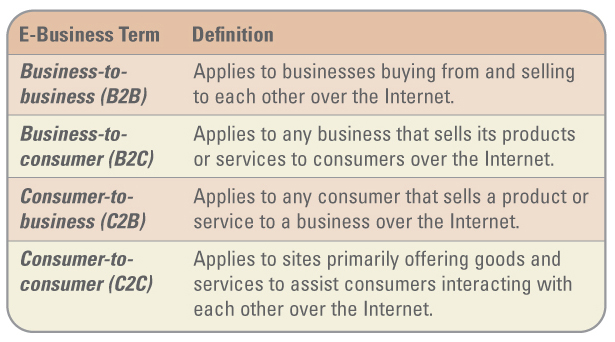 E-Business Term Definition
Business-to-
business (B2B)
Applies to businesses buying from and selling
to each other over the Internet.
Business-to-
consumer (B2C)
Applies to any business that sells its products
or services to consumers over the Internet.
Consumer-to-
business (C2B)
Applies to any consumer that sells a product or
service to a business over the Internet.
Consumer-to-
consumer (C2C)
Applies to sites primarily offering goods and
services to assist consumers interacting with
each other over the Internet.